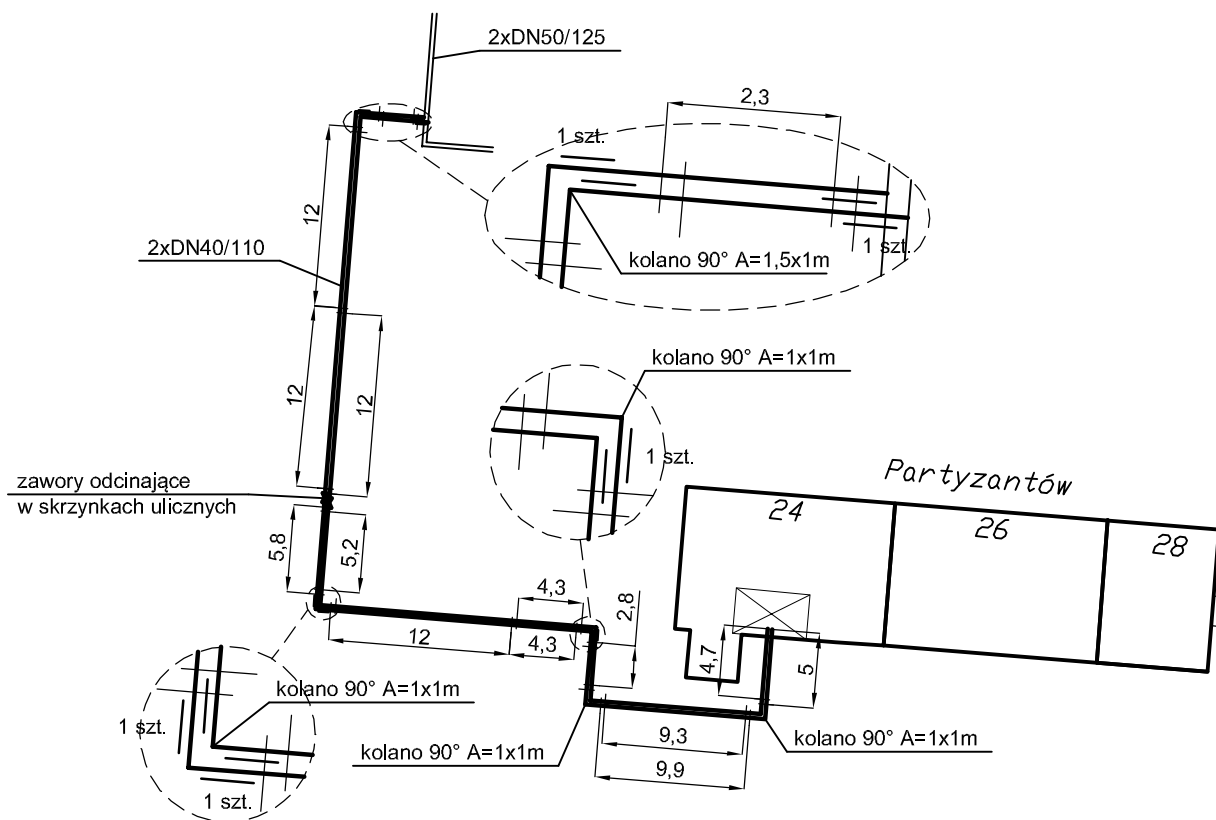 2xDN50/125
2,3
1 szt.
12
2xDN40/110
kolano 90° A=1,5x1m
1 szt.
kolano 90° A=1x1m
12
12
1 szt.
zawory odcinające
w skrzynkach ulicznych
Partyzantów
24
26
28
5,8
5,2
4,3
2,8
12
4,3
4,7
5
kolano 90° A=1x1m
1 szt.
9,3
kolano 90° A=1x1m
kolano 90° A=1x1m
9,9
1 szt.